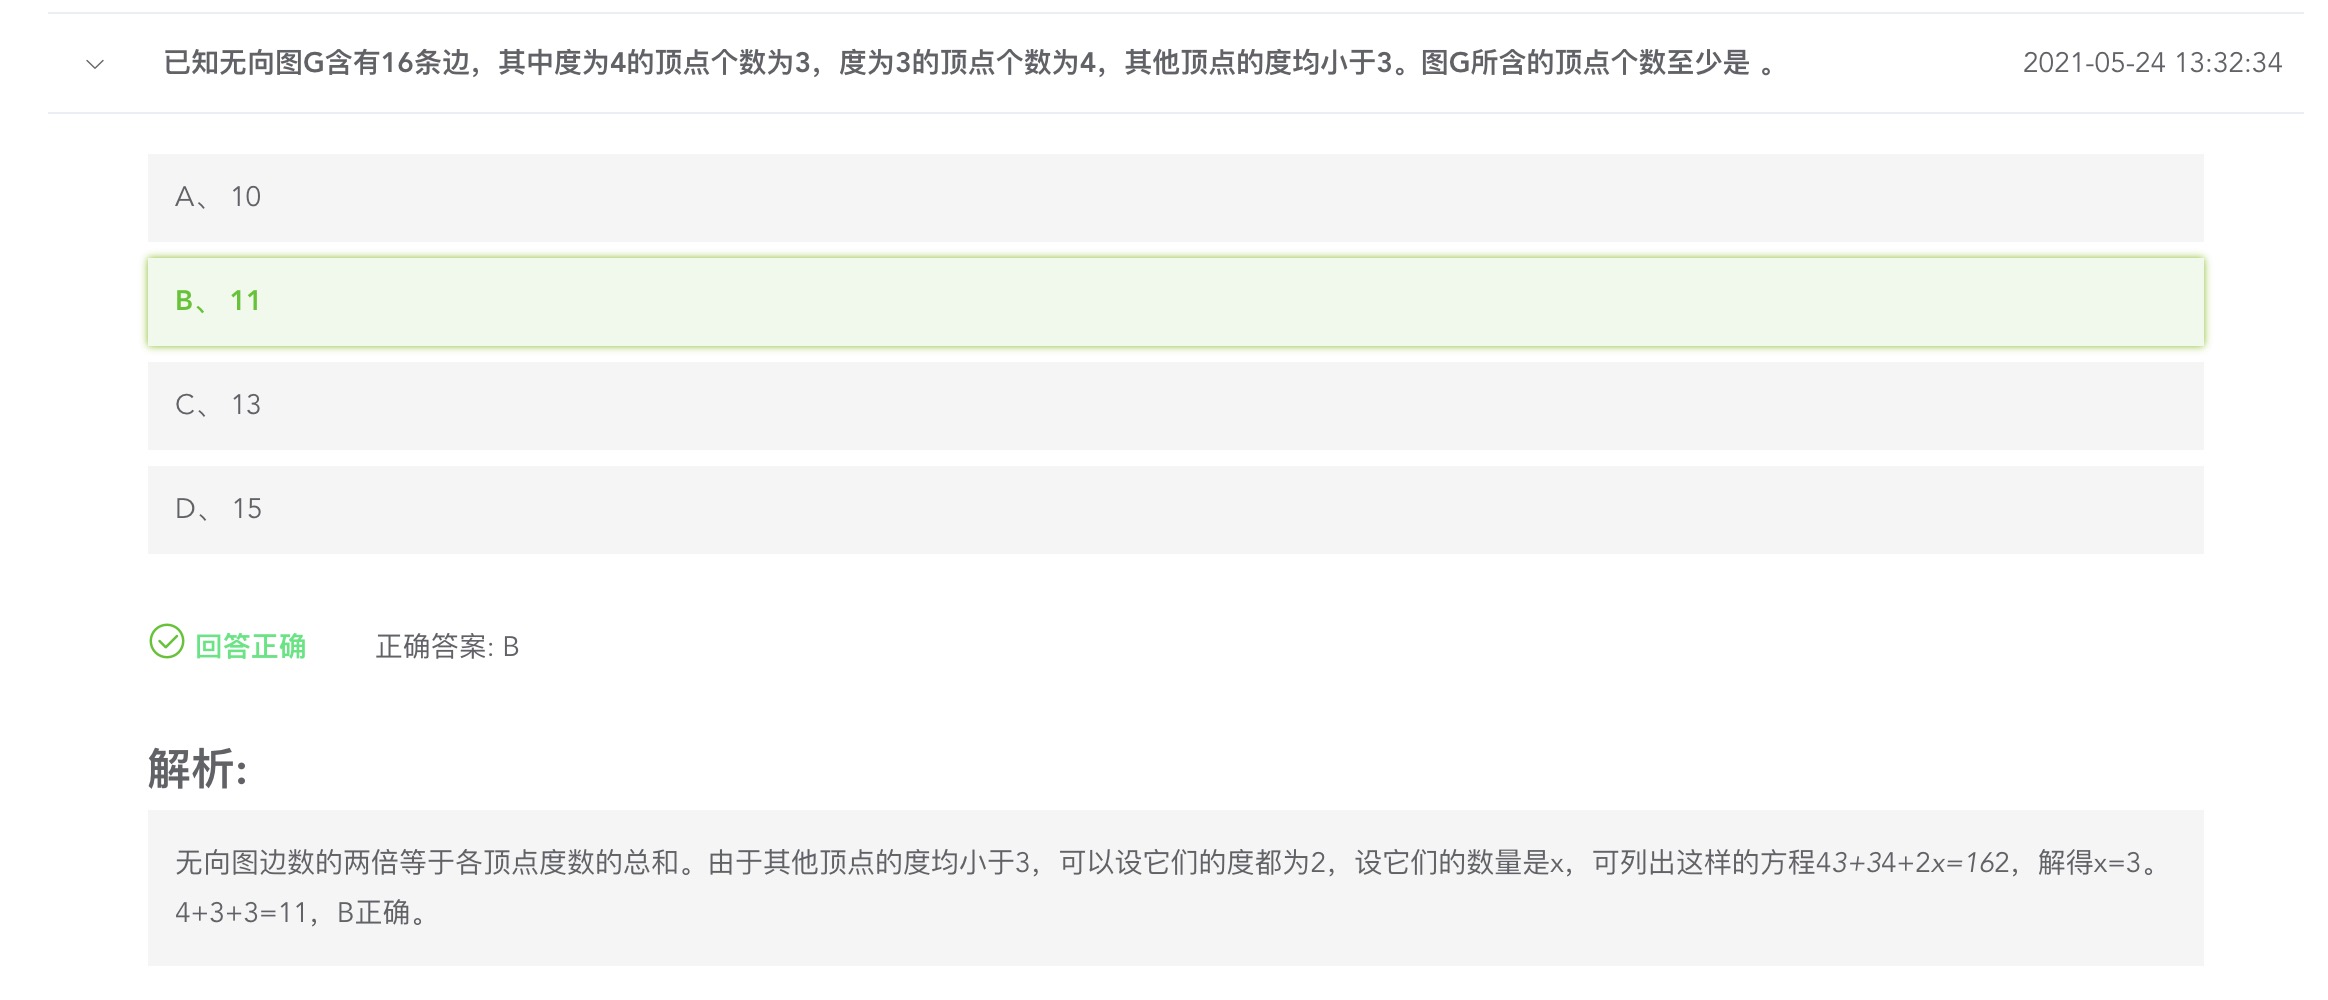 已知无向图G含有16条边，其中度为4的顶点个数为3，度为3的顶点个数为4，其他顶点的度均小于3。图G所含的顶点个数至少是 。 2021-05-24 13:32:34
A、 10
B、 11
C、 13
D、 15
回答正确 正确答案: B
解析:
无向图边数的两倍等于各顶点度数的总和。由于其他顶点的度均小于3，可以设它们的度都为2，设它们的数量是x，可列出这样的方程43+34+2x=162，解得x=3。
4+3+3=11，B正确。